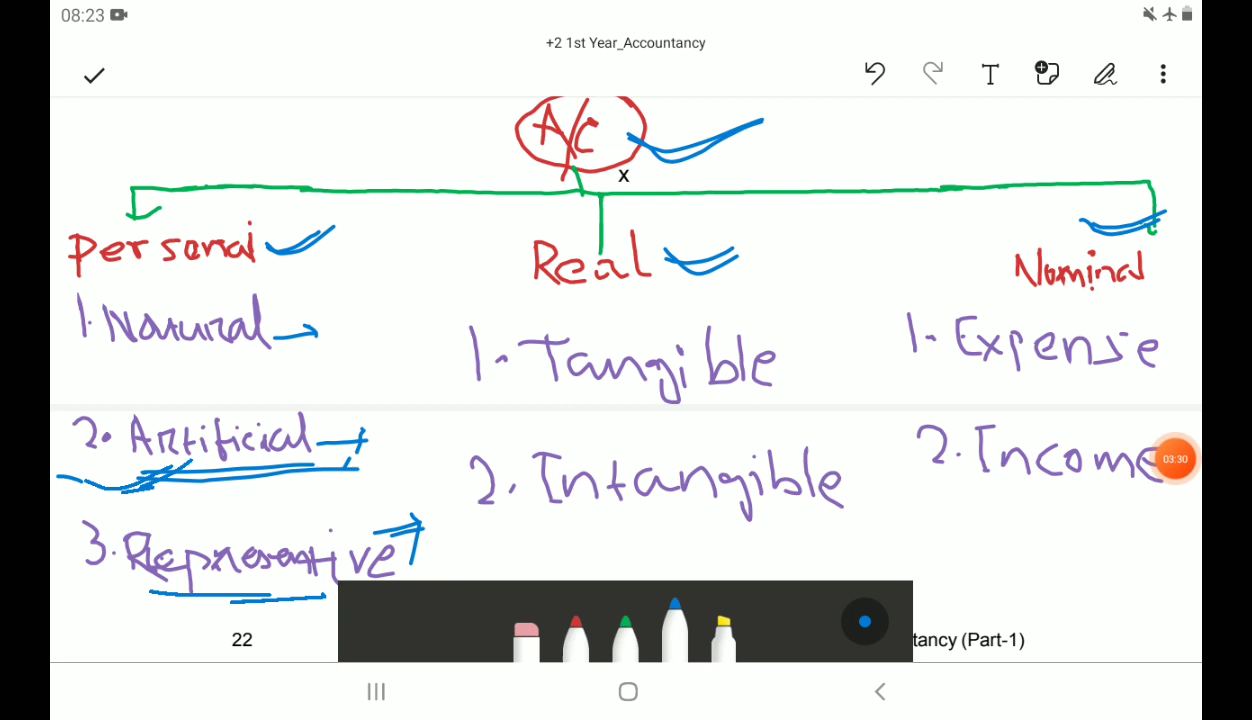 08:23
+2 1st Year_Accountancy
T
A/C
x
Personal
Real
Nominal
1. Natural
1. Tangible
1. Expense
2. Artificial
2. Intangible
2. Income
03:30
3. Represenative
22
tancy (Part-1)